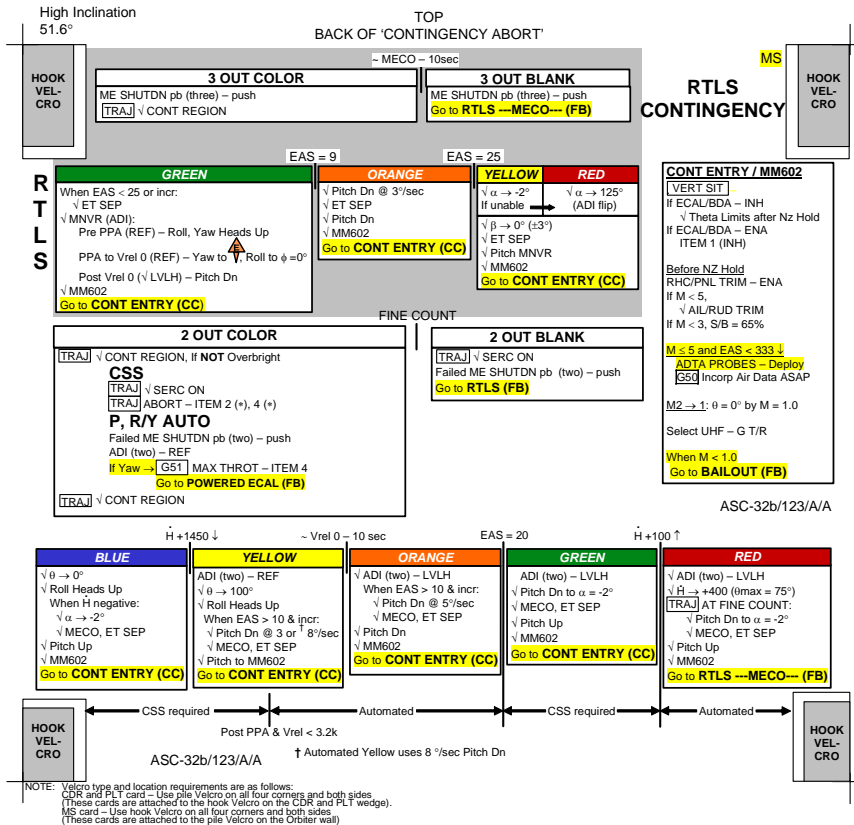 High Inclination
51.6°
TOP
BACK OF 'CONTINGENCY ABORT'
HOOK
VEL-
CRO
~ MECO – 10sec
MS
HOOK
VEL-
CRO
3 OUT COLOR
ME SHUTDN pb (three) – push
TRAJ √ CONT REGION
3 OUT BLANK
ME SHUTDN pb (three) – push
Go to RTLS ---MECO--- (FB)
RTLS
CONTINGENCY
R
T
L
S
EAS = 9
EAS = 25
GREEN
When EAS < 25 or incr:
√ ET SEP
√ MNVR (ADI):
Pre PPA (REF) – Roll, Yaw Heads Up
PPA to Vrel 0 (REF) – Yaw to E, Roll to ϕ =0°
Post Vrel 0 (√ LVLH) – Pitch Dn
√ MM602
Go to CONT ENTRY (CC)
ORANGE
√ Pitch Dn @ 3°/sec
√ ET SEP
√ Pitch Dn
√ MM602
Go to CONT ENTRY (CC)
YELLOW
√ α → -2°
If unable
RED
√ α → 125°
(ADI flip)
√ β → 0° (±3°)
√ ET SEP
√ Pitch MNVR
√ MM602
Go to CONT ENTRY (CC)
CONT ENTRY / MM602
VERT SIT
If ECAL/BDA – INH
√ Theta Limits after Nz Hold
If ECAL/BDA – ENA
ITEM 1 (INH)
Before NZ Hold
RHC/PNL TRIM – ENA
If M < 5,
√ AIL/RUD TRIM
If M < 3, S/B = 65%
M ≤ 5 and EAS < 333 ↓
ADTA PROBES – Deploy
G50 Incorp Air Data ASAP
M2 → 1: θ = 0° by M = 1.0
Select UHF – G T/R
When M < 1.0
Go to BAILOUT (FB)
FINE COUNT
2 OUT COLOR
TRAJ √ CONT REGION, If NOT Overbright
CSS
TRAJ √ SERC ON
TRAJ ABORT – ITEM 2 (∗), 4 (∗)
P, R/Y AUTO
Failed ME SHUTDN pb (two) – push
ADI (two) – REF
If Yaw → G51 MAX THROT – ITEM 4
Go to POWERED ECAL (FB)
TRAJ √ CONT REGION
2 OUT BLANK
TRAJ √ SERC ON
Failed ME SHUTDN pb (two) – push
Go to RTLS (FB)
ASC-32b/123/A/A
Ḣ +1450 ↓
~ Vrel 0 – 10 sec
EAS = 20
Ḣ +100 ↑
BLUE
√ θ → 0°
√ Roll Heads Up
When Ḣ negative:
√ α → -2°
√ MECO, ET SEP
√ Pitch Up
√ MM602
Go to CONT ENTRY (CC)
YELLOW
ADI (two) – REF
√ θ → 100°
√ Roll Heads Up
When EAS > 10 & incr:
√ Pitch Dn @ 3 or † 8°/sec
√ MECO, ET SEP
√ Pitch to MM602
Go to CONT ENTRY (CC)
ORANGE
√ ADI (two) – LVLH
When EAS > 10 & incr:
√ Pitch Dn @ 5°/sec
√ MECO, ET SEP
√ Pitch Dn
√ MM602
Go to CONT ENTRY (CC)
GREEN
ADI (two) – LVLH
√ Pitch Dn to α = -2°
√ MECO, ET SEP
√ Pitch Up
√ MM602
Go to CONT ENTRY (CC)
RED
√ ADI (two) – LVLH
√ Ḣ → +400 (θmax = 75°)
TRAJ AT FINE COUNT:
√ Pitch Dn to α = -2°
√ MECO, ET SEP
√ Pitch Up
√ MM602
Go to RTLS ---MECO--- (FB)
HOOK
VEL-
CRO
CSS required
Automated
CSS required
Automated
HOOK
VEL-
CRO
Post PPA & Vrel < 3.2k
ASC-32b/123/A/A
† Automated Yellow uses 8 °/sec Pitch Dn
NOTE: Velcro type and location requirements are as follows:
CDR and PLT card – Use pile Velcro on all four corners and both sides
(These cards are attached to the hook Velcro on the CDR and PLT wedge).
MS card – Use hook Velcro on all four corners and both sides
(These cards are attached to the pile Velcro on the Orbiter wall)